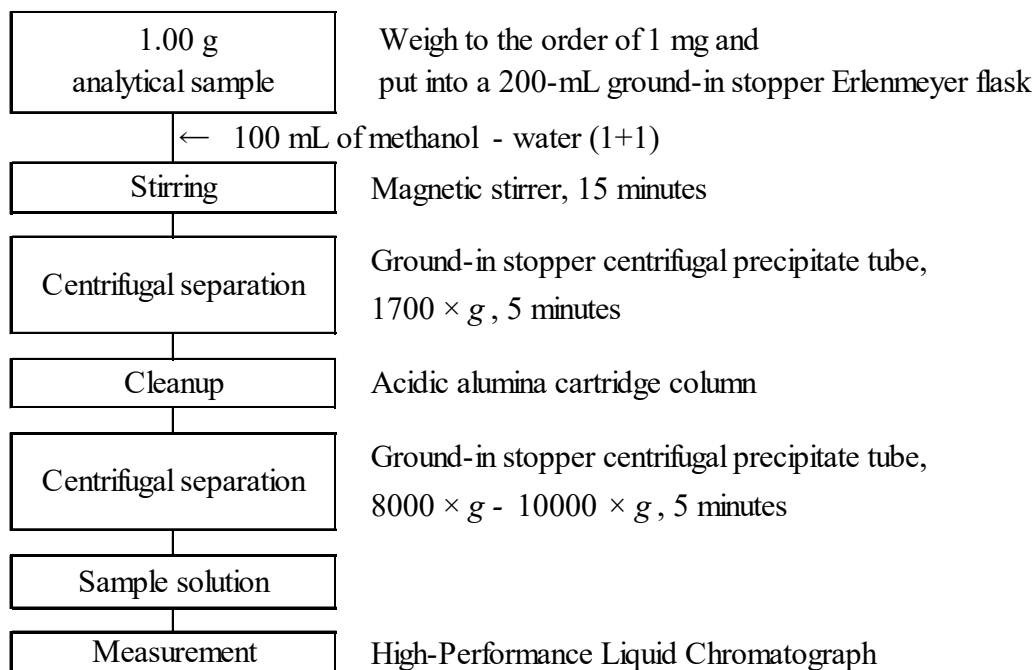 1.00 g
analytical sample
Weigh to the order of 1 mg and
put into a 200-mL ground-in stopper Erlenmeyer flask
← 100 mL of methanol - water (1+1)
Stirring
Magnetic stirrer, 15 minutes
Centrifugal separation
Ground-in stopper centrifugal precipitate tube,
1700 × g , 5 minutes
Cleanup
Acidic alumina cartridge column
Centrifugal separation
Ground-in stopper centrifugal precipitate tube,
8000 × g - 10000 × g , 5 minutes
Sample solution
Measurement
High-Performance Liquid Chromatograph